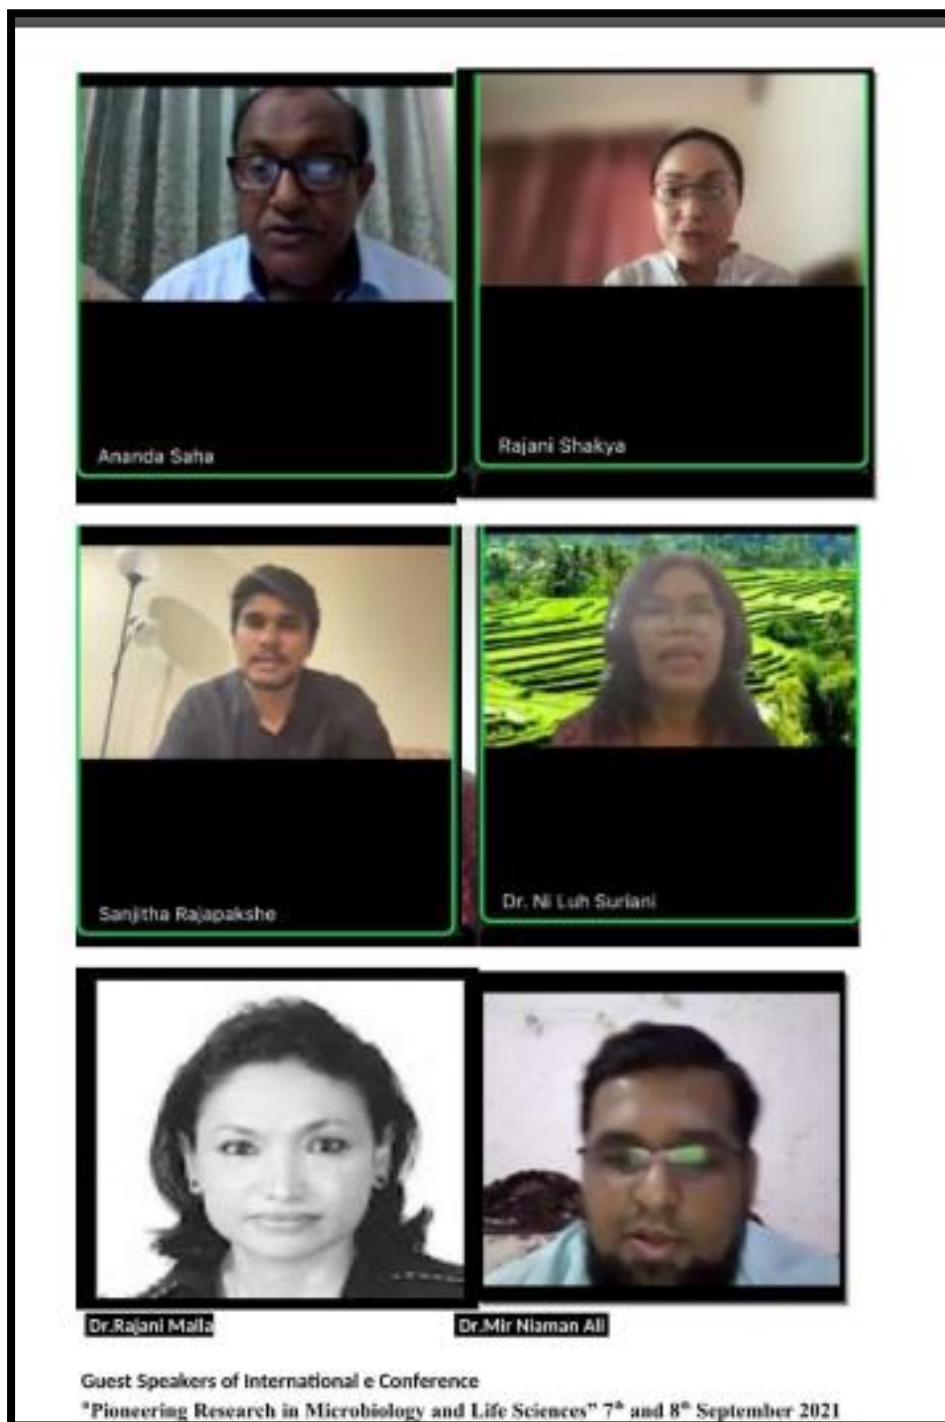 Ananda Saha
Rajani Shakya
Sanjitha Rajapakshe
Dr. Ni Luh Suriani
Dr.Rajani Malla
Dr.Mir Niaman Ali
Guest Speakers of International e Conference
"Pioneering Research in Microbiology and Life Sciences" 7th and 8th September 2021